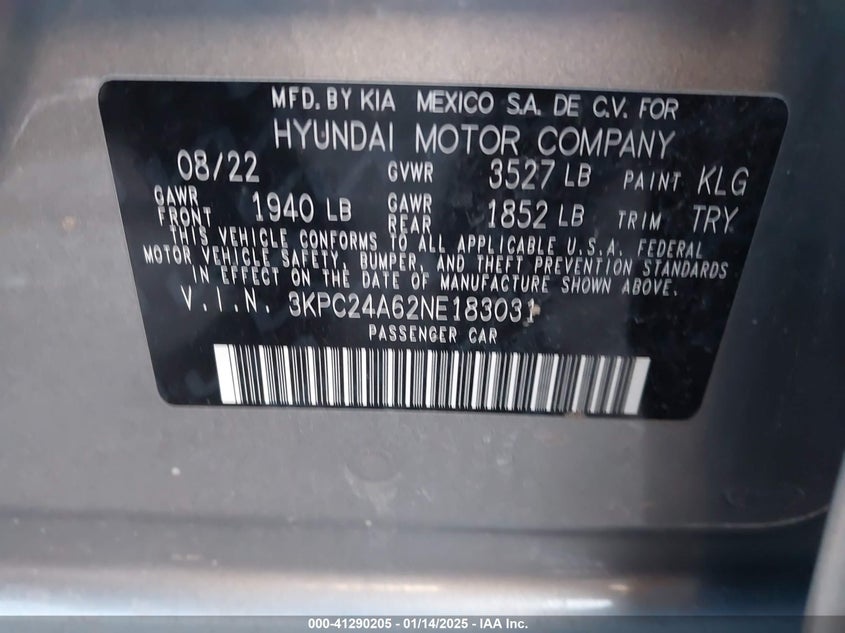 MFD. BY KIA MEXICO S.A. DE C.V. FOR
HYUNDAI MOTOR COMPANY
08/22 GVWR 3527 LB PAINT KLG
GAWR FRONT 1940 LB GAWR REAR 1852 LB TRIM TRY
THIS VEHICLE CONFORMS TO ALL APPLICABLE U.S.A. FEDERAL
MOTOR VEHICLE SAFETY, BUMPER, AND THEFT PREVENTION STANDARDS
IN EFFECT ON THE DATE OF MANUFACTURE SHOWN ABOVE.
V.I.N. 3KPC24A62NE183031
PASSENGER CAR
000-41290205 - 01/14/2025 - IAA Inc.